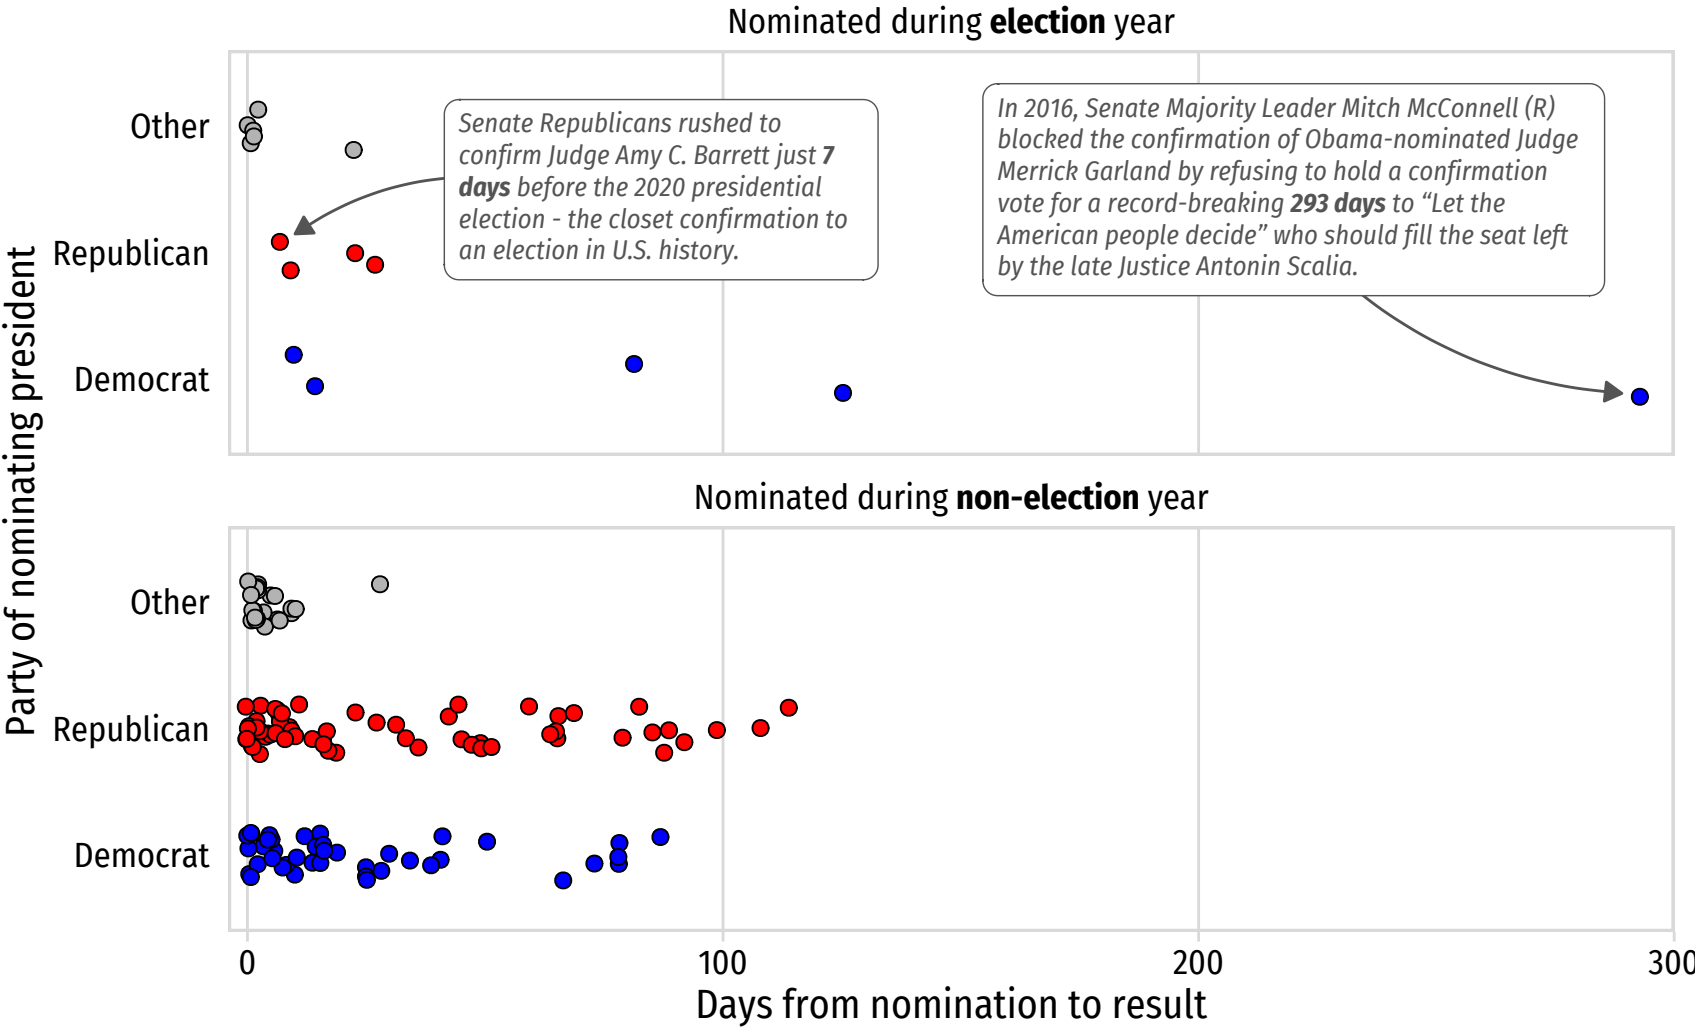 Nominated during election year
Other
Republican
Democrat
Senate Republicans rushed to
confirm Judge Amy C. Barrett just 7
days before the 2020 presidential
election - the closet confirmation to
an election in U.S. history.
In 2016, Senate Majority Leader Mitch McConnell (R)
blocked the confirmation of Obama-nominated Judge
Merrick Garland by refusing to hold a confirmation
vote for a record-breaking 293 days to “Let the
American people decide” who should fill the seat left
by the late Justice Antonin Scalia.
Party of nominating president
Nominated during non-election year
Other
Republican
Democrat
0 100 200 300
Days from nomination to result